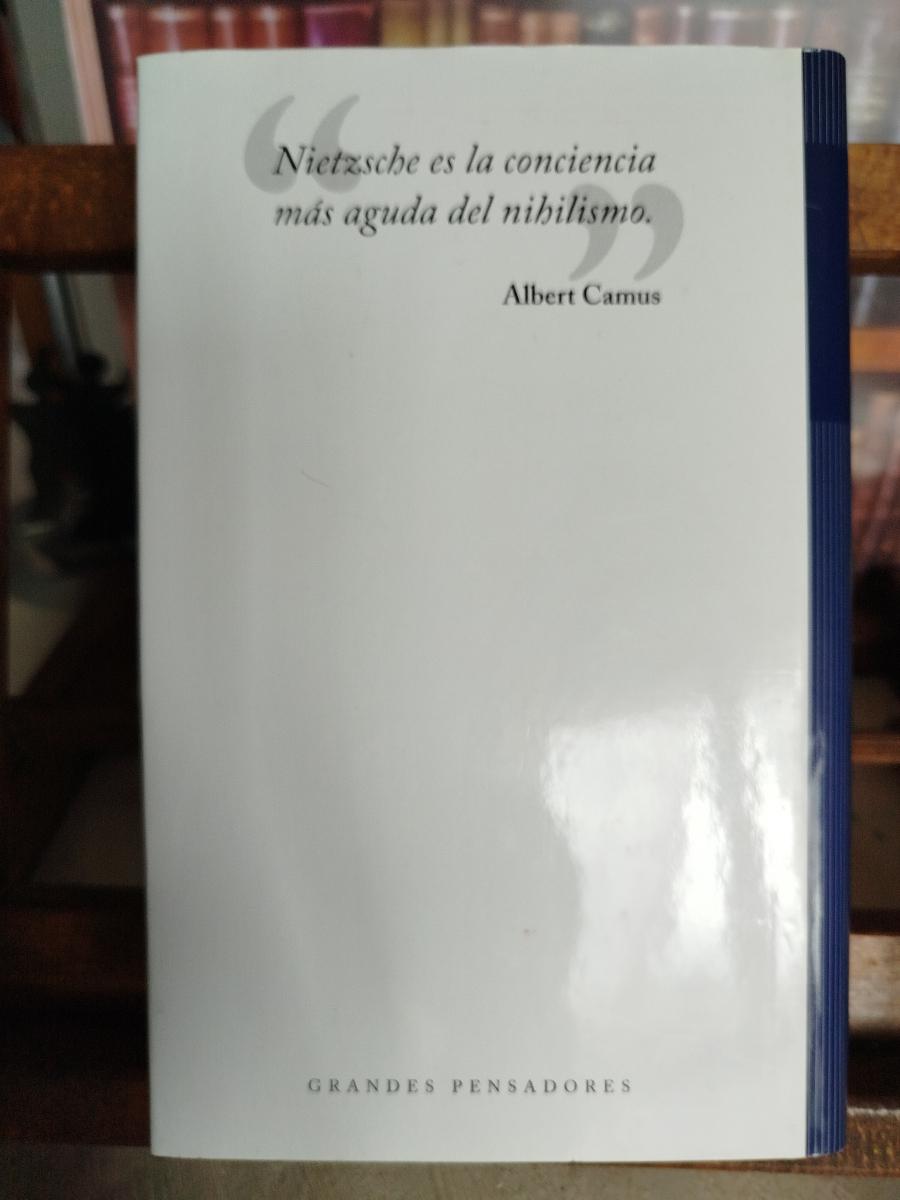 “Nietzsche es la conciencia
más aguda del nihilismo.”
Albert Camus
GRANDES PENSADORES